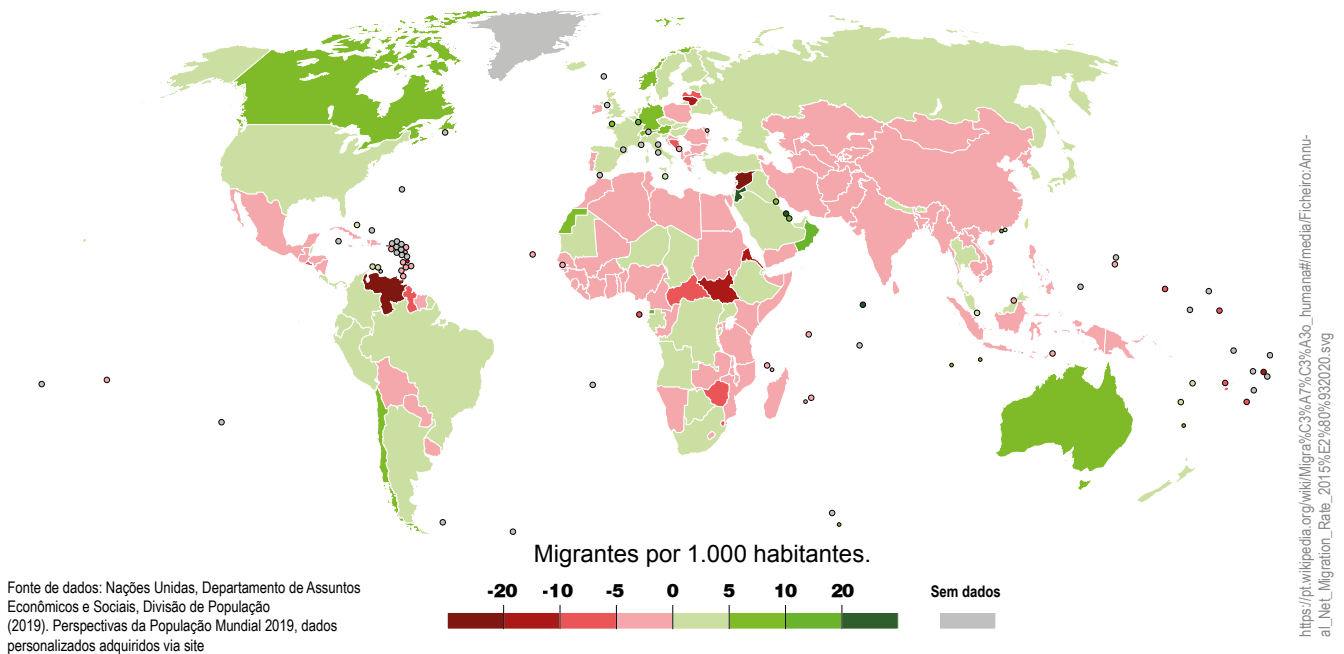 Migrantes por 1.000 habitantes.
-20 -10 -5 0 5 10 20
Sem dados
Fonte de dados: Nações Unidas, Departamento de Assuntos
Econômicos e Sociais, Divisão de População
(2019). Perspectivas da População Mundial 2019, dados
personalizados adquiridos via site
https://pt.wikipedia.org/wiki/Migra%C3%A7%C3%A3o_humana#/media/Ficheiro:Annu-
al_Net_Migration_Rate_2015%E2%80%932020.svg